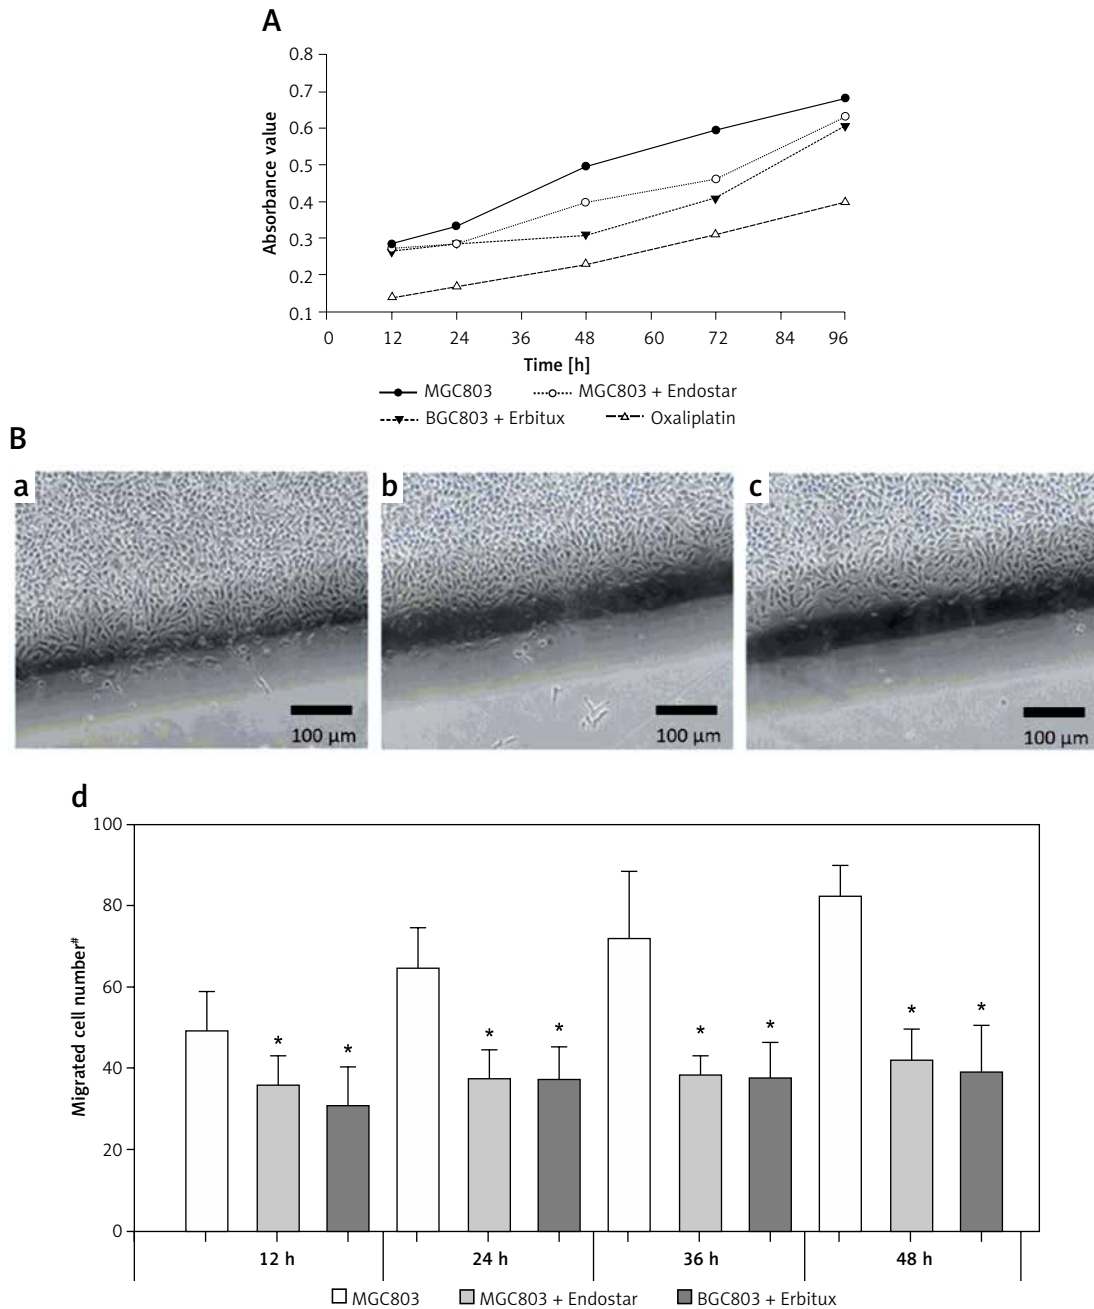 A
0.8
0.7
0.6
0.5
0.4
0.3
0.2
0.1
Absorbance value
0 12 24 36 48 60 72 84 96
Time [h]
MGC803 MGC803 + Endostar
BGC803 + Erbitux Oxaliplatin
B
a b c
100 µm 100 µm 100 µm
d
100
80
60
40
20
0
Migrated cell number#
* * * * * * * *
12 h 24 h 36 h 48 h
MGC803 MGC803 + Endostar BGC803 + Erbitux